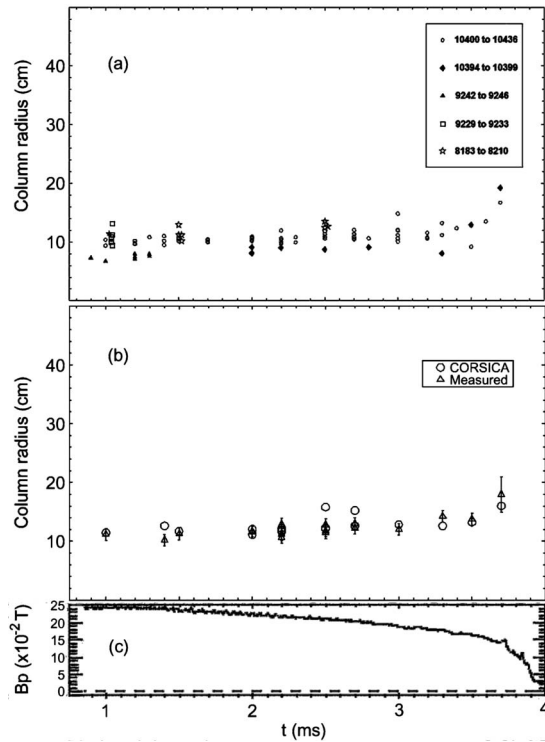 40
20
10
Column radius (cm)
(a)
10400 to 10436
10394 to 10399
9242 to 9246
9229 to 9233
8183 to 8210
40
30
20
10
Column radius (cm)
(b)
CORSICA
Measured
25
20
15
10
5
0
Bp (x10-2 T)
(c)
1
2
3
4
t (ms)